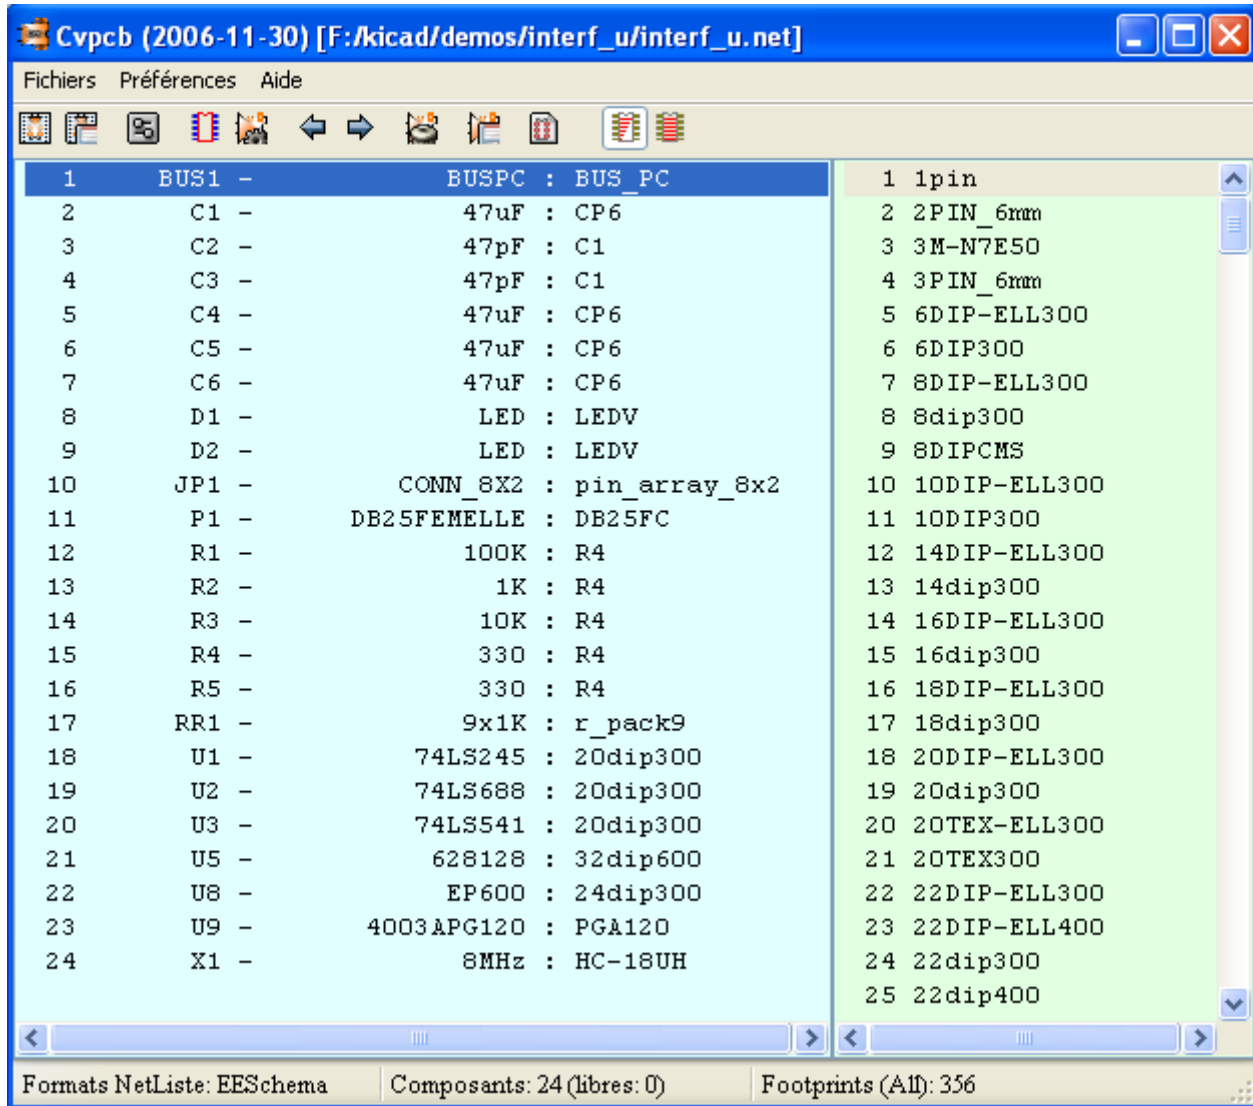 Cvpcb (2006-11-30) [F:/kicad/demos/interf_u/interf_u.net]
Fichiers Préférences Aide
1 BUS1 - BUSPC : BUS_PC
2 C1 - 47uF : CP6
3 C2 - 47pF : C1
4 C3 - 47pF : C1
5 C4 - 47uF : CP6
6 C5 - 47uF : CP6
7 C6 - 47uF : CP6
8 D1 - LED : LEDV
9 D2 - LED : LEDV
10 JP1 - CONN_8X2 : pin_array_8x2
11 P1 - DB25FEMELLE : DB25FC
12 R1 - 100K : R4
13 R2 - 1K : R4
14 R3 - 10K : R4
15 R4 - 330 : R4
16 R5 - 330 : R4
17 RR1 - 9x1K : r_pack9
18 U1 - 74LS245 : 20dip300
19 U2 - 74LS688 : 20dip300
20 U3 - 74LS541 : 20dip300
21 U5 - 628128 : 32dip600
22 U8 - EP600 : 24dip300
23 U9 - 4003APG120 : PGA120
24 X1 - 8MHz : HC-18UH
1 1pin
2 2PIN_6mm
3 3M-N7E50
4 3PIN_6mm
5 6DIP-ELL300
6 6DIP300
7 8DIP-ELL300
8 8dip300
9 8DIPCMS
10 10DIP-ELL300
11 10DIP300
12 14DIP-ELL300
13 14dip300
14 16DIP-ELL300
15 16dip300
16 18DIP-ELL300
17 18dip300
18 20DIP-ELL300
19 20dip300
20 20TEX-ELL300
21 20TEX300
22 22DIP-ELL300
23 22DIP-ELL400
24 22dip300
25 22dip400
Formats NetListe: EESchema Composants: 24 (libres: 0) Footprints (All): 356